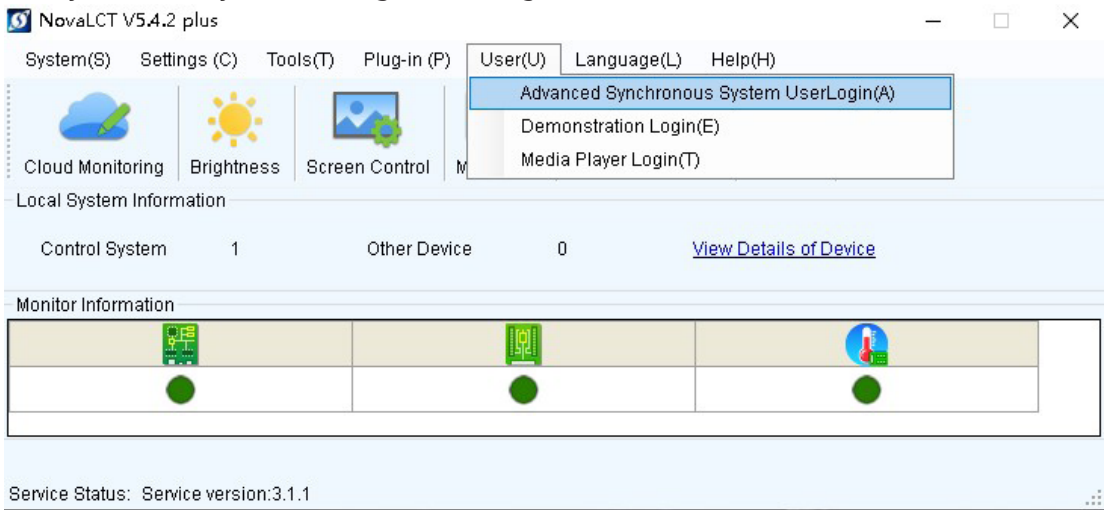 NovaLCT V5.4.2 plus
System(S) Settings (C) Tools(T) Plug-in (P) User(U) Language(L) Help(H)
Advanced Synchronous System UserLogin(A)
Demonstration Login(E)
Media Player Login(T)
Cloud Monitoring Brightness Screen Control
Local System Information
Control System 1 Other Device 0 View Details of Device
Monitor Information
Service Status: Service version:3.1.1